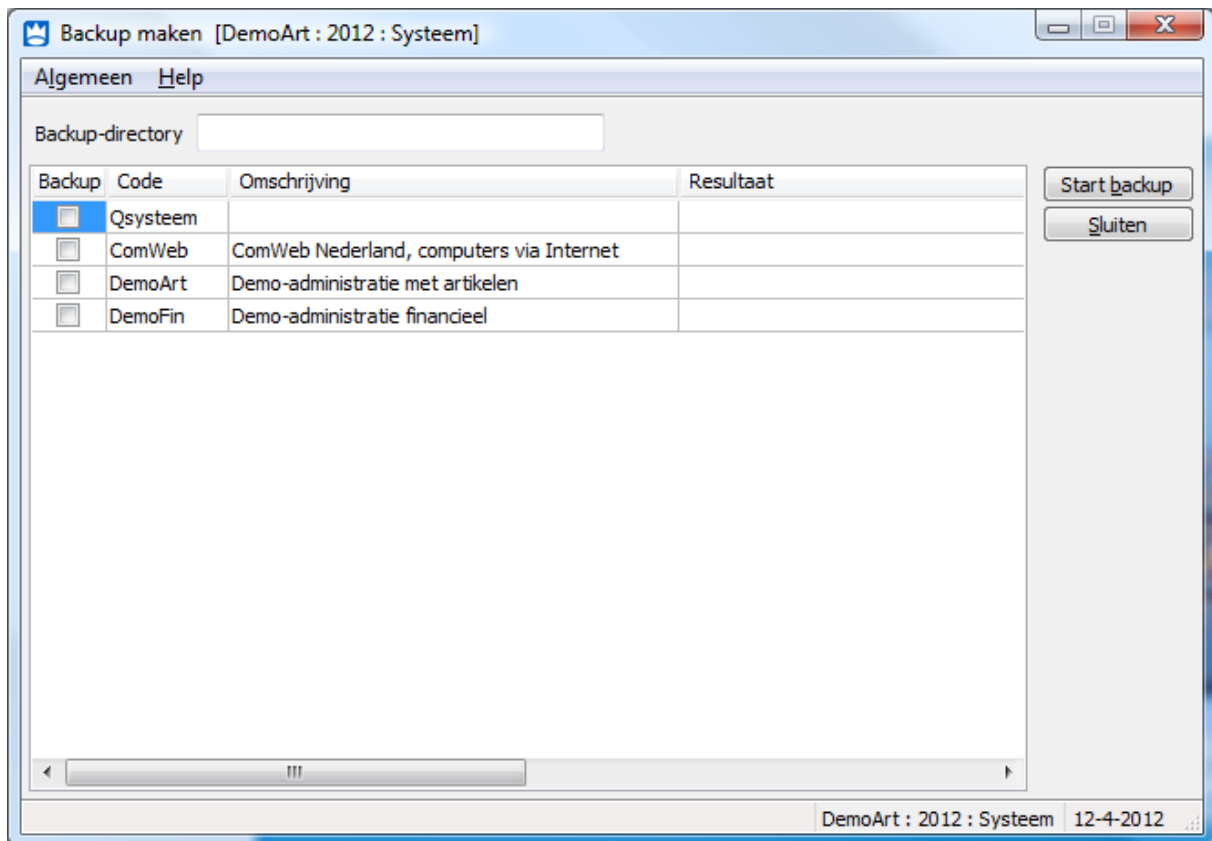 Backup maken [DemoArt : 2012 : Systeem]
Algemeen Help
Backup-directory
Backup Code Omschrijving Resultaat
Start backup
Qsysteem
Sluiten
ComWeb ComWeb Nederland, computers via Internet
DemoArt Demo-administratie met artikelen
DemoFin Demo-administratie financieel
DemoArt : 2012 : Systeem 12-4-2012